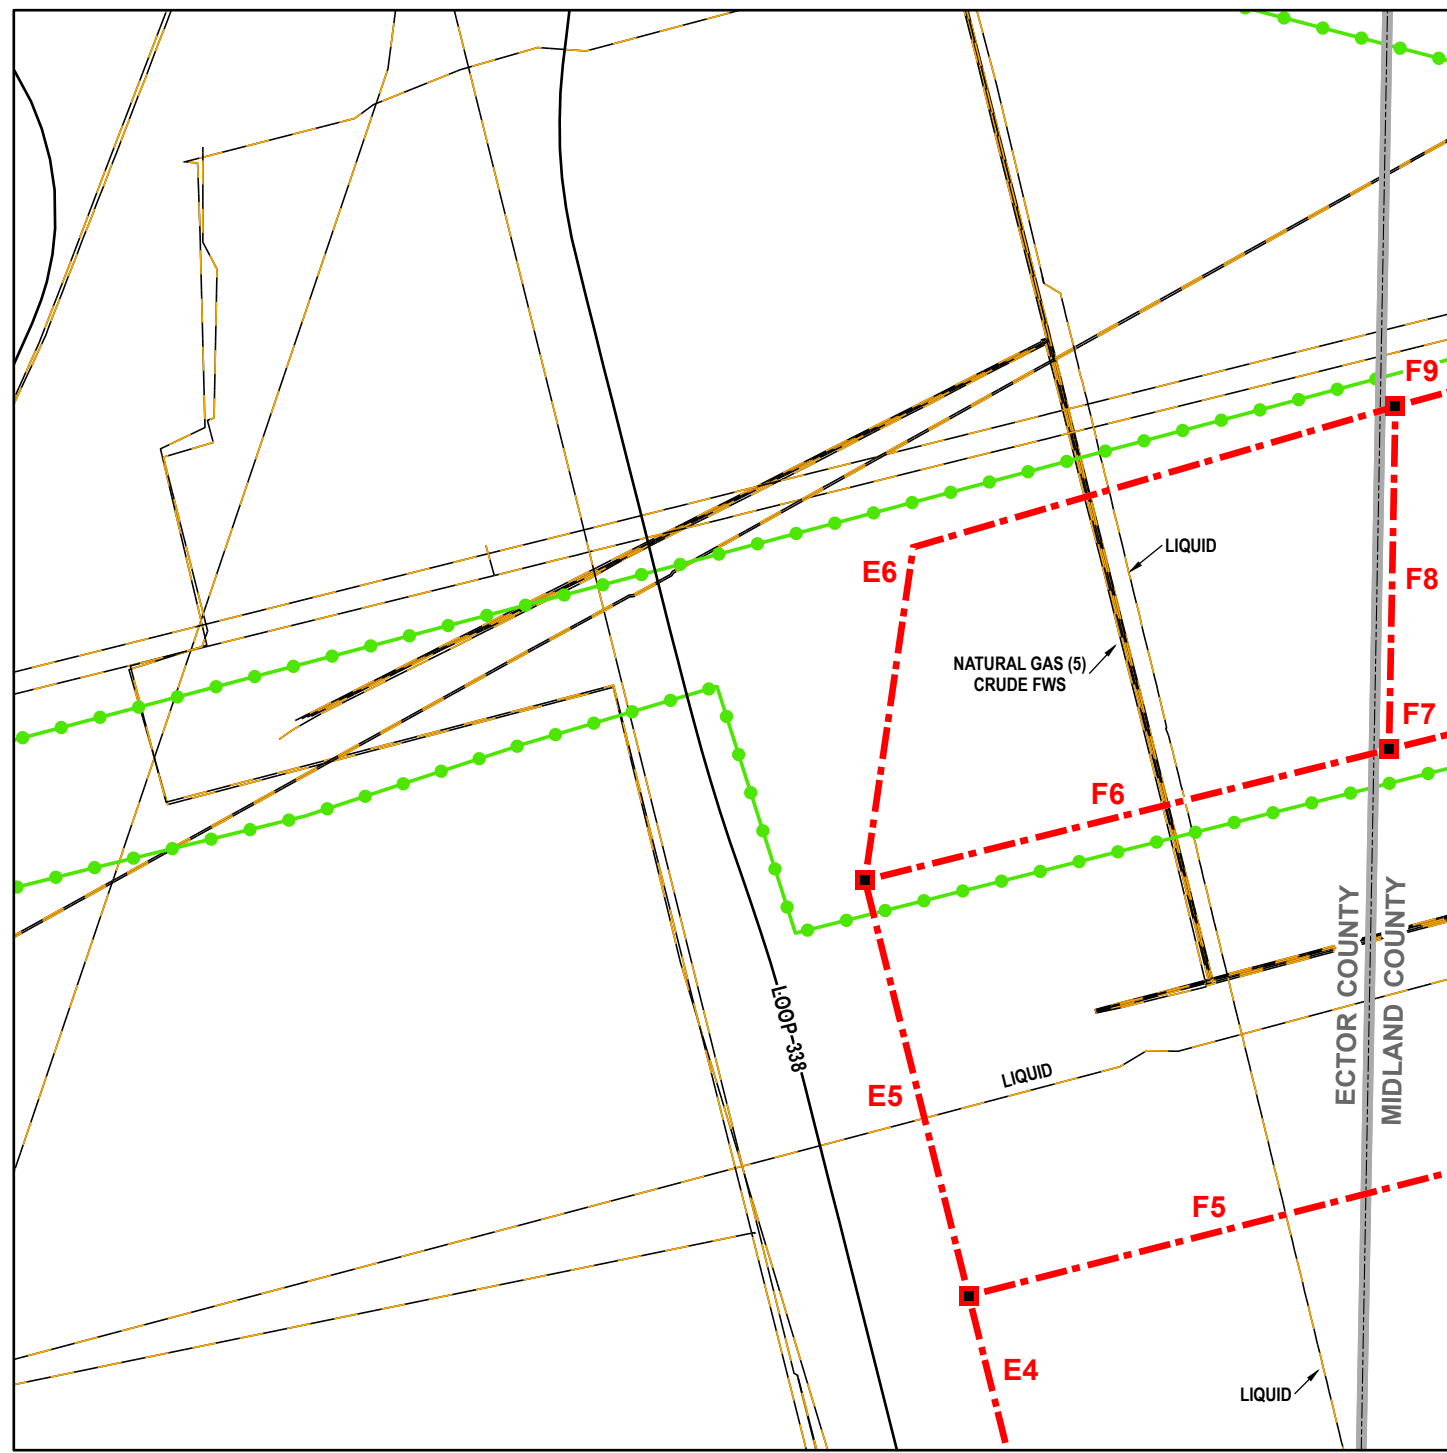 F9
E6
LIQUID
F8
NATURAL GAS (5)
CRUDE FWS
F7
F6
ECTOR COUNTY
MIDLAND COUNTY
LOOP-338
LIQUID
E5
F5
E4
LIQUID